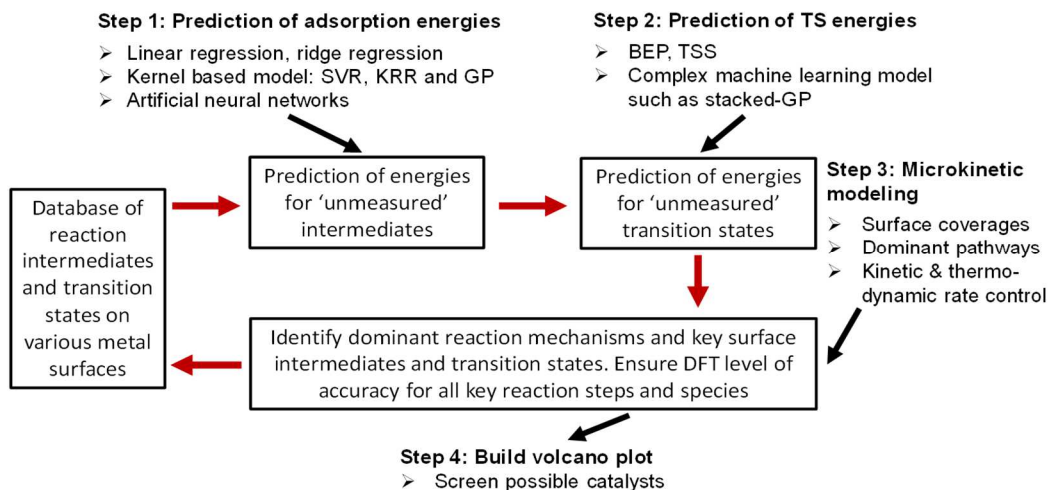 Step 1: Prediction of adsorption energies
➢ Linear regression, ridge regression
➢ Kernel based model: SVR, KRR and GP
➢ Artificial neural networks
Step 2: Prediction of TS energies
➢ BEP, TSS
➢ Complex machine learning model
such as stacked-GP
Database of
reaction
intermediates
and transition
states on
various metal
surfaces
Prediction of energies
for ‘unmeasured’
intermediates
Prediction of energies
for ‘unmeasured’
transition states
Step 3: Microkinetic
modeling
➢ Surface coverages
➢ Dominant pathways
➢ Kinetic & thermo-
dynamic rate control
Identify dominant reaction mechanisms and key surface
intermediates and transition states. Ensure DFT level of
accuracy for all key reaction steps and species
Step 4: Build volcano plot
➢ Screen possible catalysts